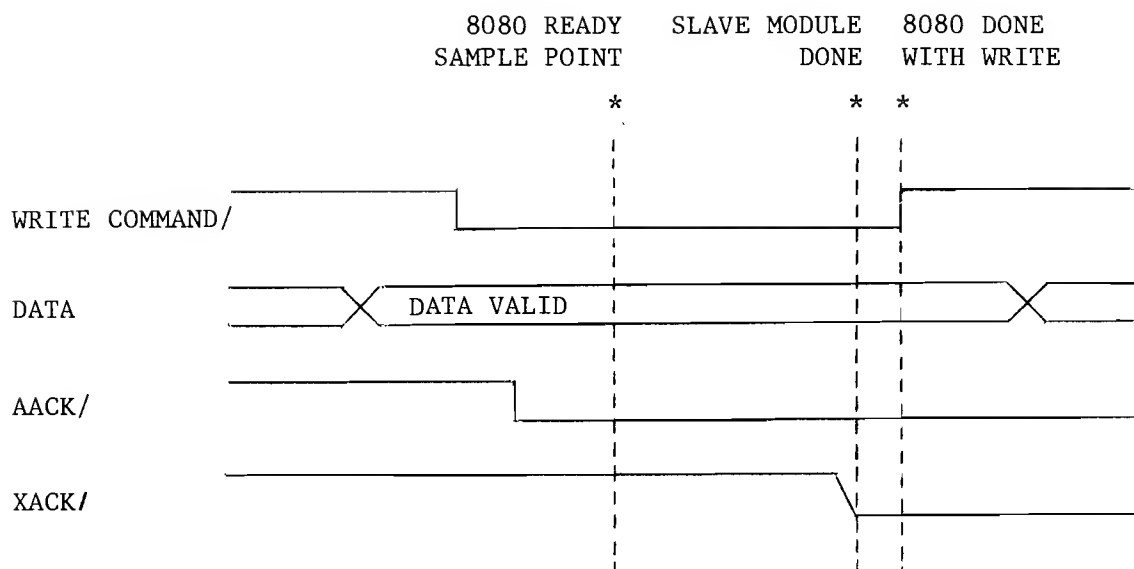 8080 READY SLAVE MODULE 8080 DONE
SAMPLE POINT DONE WITH WRITE
* * *
WRITE COMMAND/
DATA
DATA VALID
AACK/
XACK/